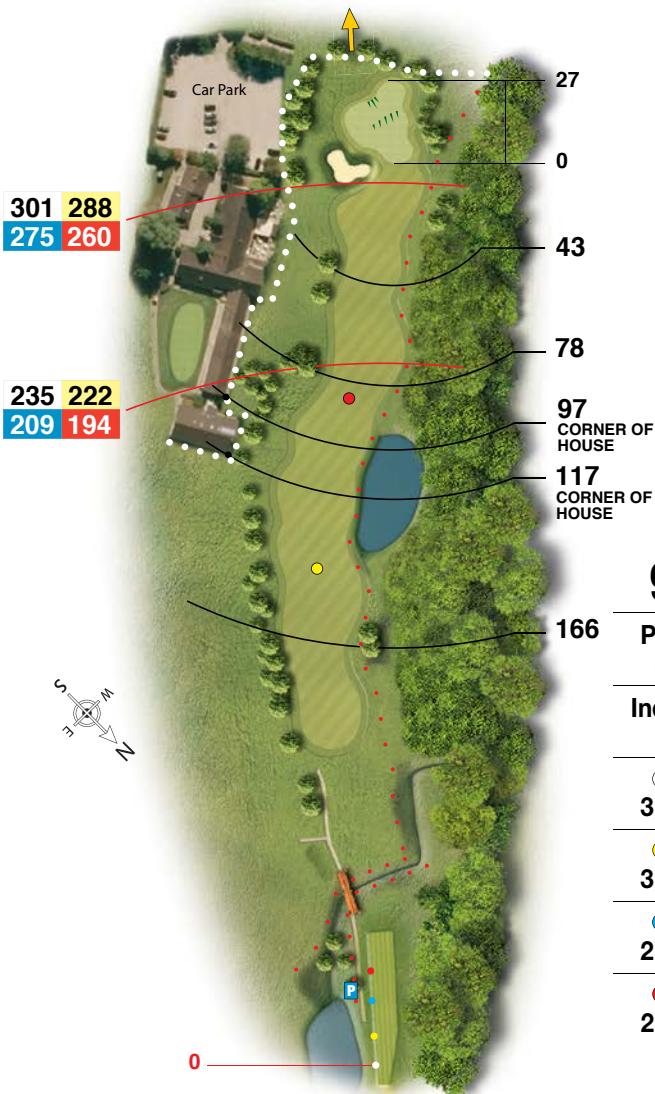 Car Park
27
0
301 288
275 260
43
78
235 222
209 194
97
CORNER OF
HOUSE
117
CORNER OF
HOUSE
166
S
W
E
N
P
0